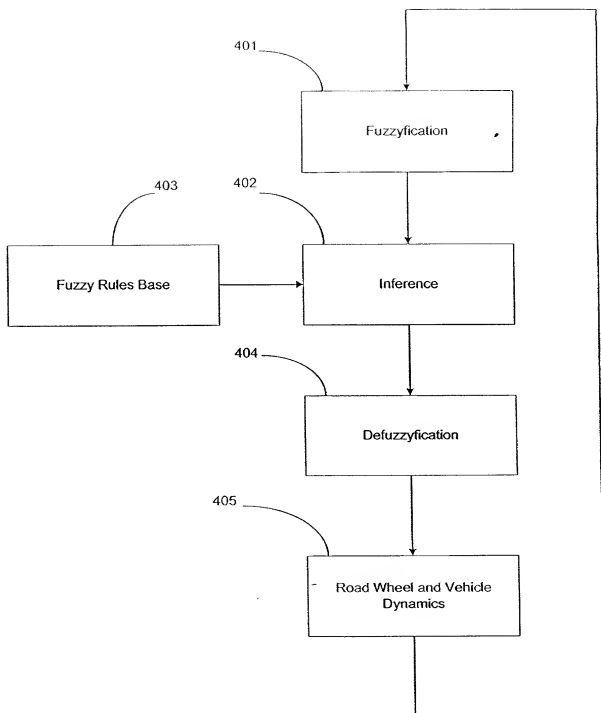 401
Fuzzyfication
403
402
Fuzzy Rules Base
Inference
404
Defuzzyfication
405
Road Wheel and Vehicle
Dynamics